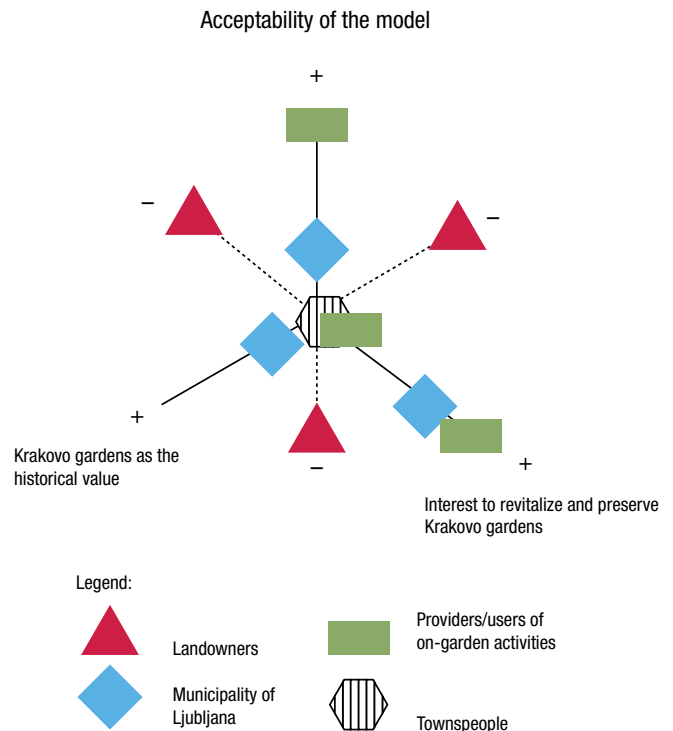 Acceptability of the model
+
–
–
+
Krakovo gardens as the
historical value
–
+
Interest to revitalize and preserve
Krakovo gardens
Legend:
Landowners
Providers/users of
on-garden activities
Municipality of
Ljubljana
Townspeople